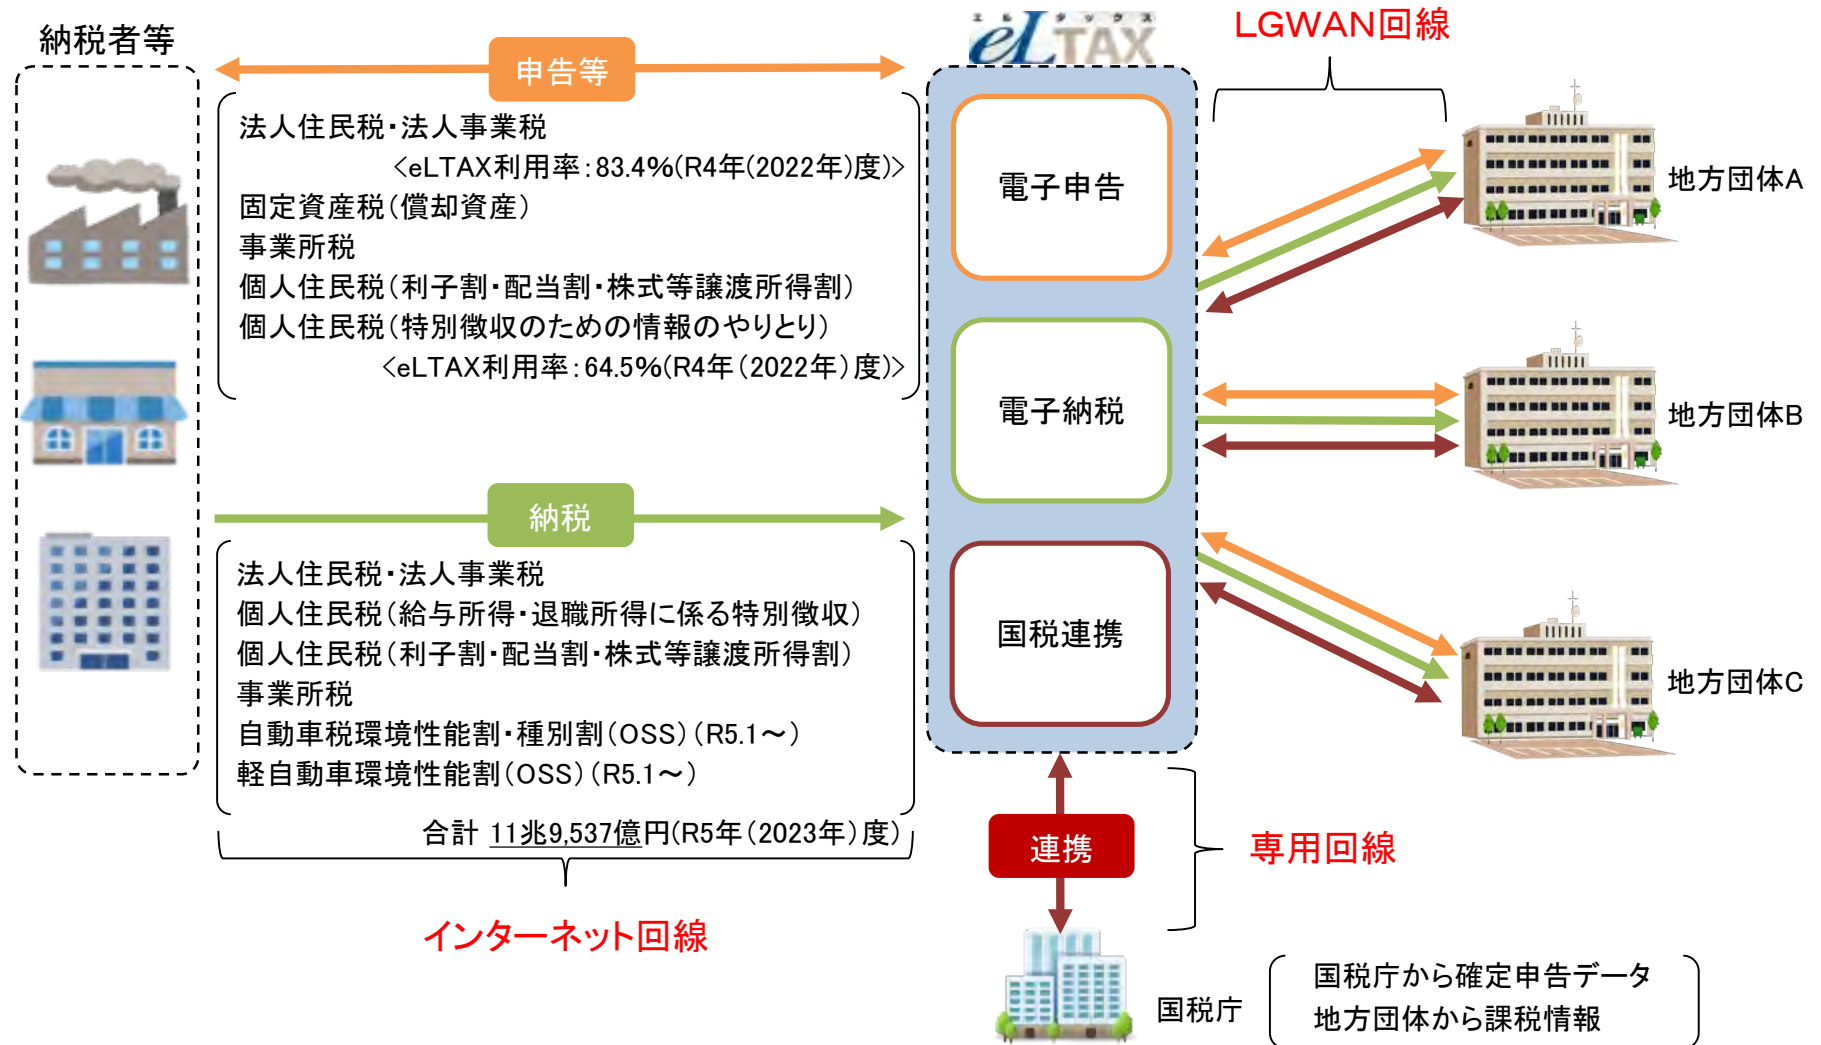 納税者等
申告等
法人住民税・法人事業税
<eLTAX利用率：83.4%(R4年(2022年)度)>
固定資産税（償却資産）
事業所税
個人住民税（利子割・配当割・株式等譲渡所得割）
個人住民税（特別徴収のための情報のやりとり）
<eLTAX利用率：64.5%(R4年（2022年）度)>
納税
法人住民税・法人事業税
個人住民税（給与所得・退職所得に係る特別徴収）
個人住民税（利子割・配当割・株式等譲渡所得割）
事業所税
自動車税環境性能割・種別割（OSS）（R5.1～）
軽自動車環境性能割（OSS）（R5.1～）
合計 11兆9,537億円(R5年（2023年）度）
インターネット回線
エルタックス
eLTAX
電子申告
電子納税
国税連携
LGWAN回線
地方団体A
地方団体B
地方団体C
連携
専用回線
国税庁
国税庁から確定申告データ
地方団体から課税情報